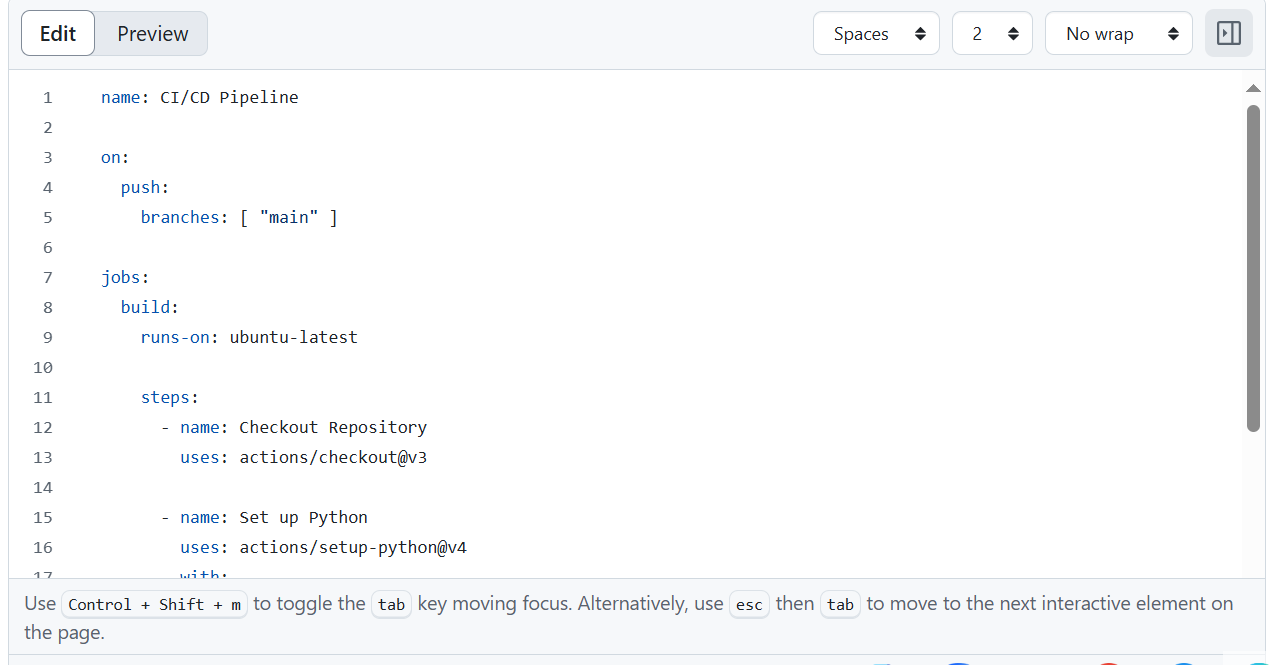 Edit Preview Spaces 2 No wrap
1 name: CI/CD Pipeline
2
3 on:
4 push:
5 branches: [ "main" ]
6
7 jobs:
8 build:
9 runs-on: ubuntu-latest
10
11 steps:
12 - name: Checkout Repository
13 uses: actions/checkout@v3
14
15 - name: Set up Python
16 uses: actions/setup-python@v4
17 with:
Use Control + Shift + m to toggle the tab key moving focus. Alternatively, use esc then tab to move to the next interactive element on
the page.